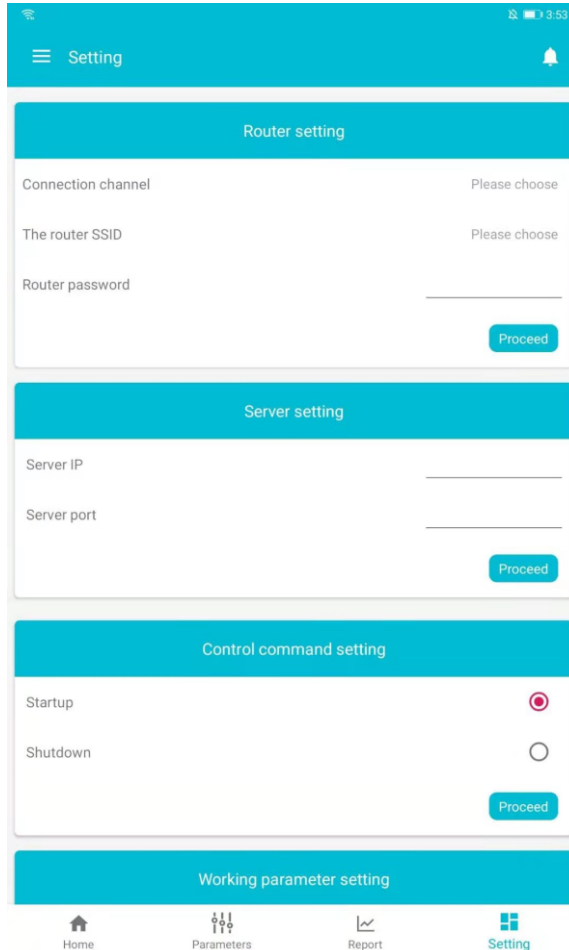 3:53
Setting
Router setting
Connection channel Please choose
The router SSID Please choose
Router password
Proceed
Server setting
Server IP
Server port
Proceed
Control command setting
Startup
Shutdown
Proceed
Working parameter setting
Home Parameters Report Setting